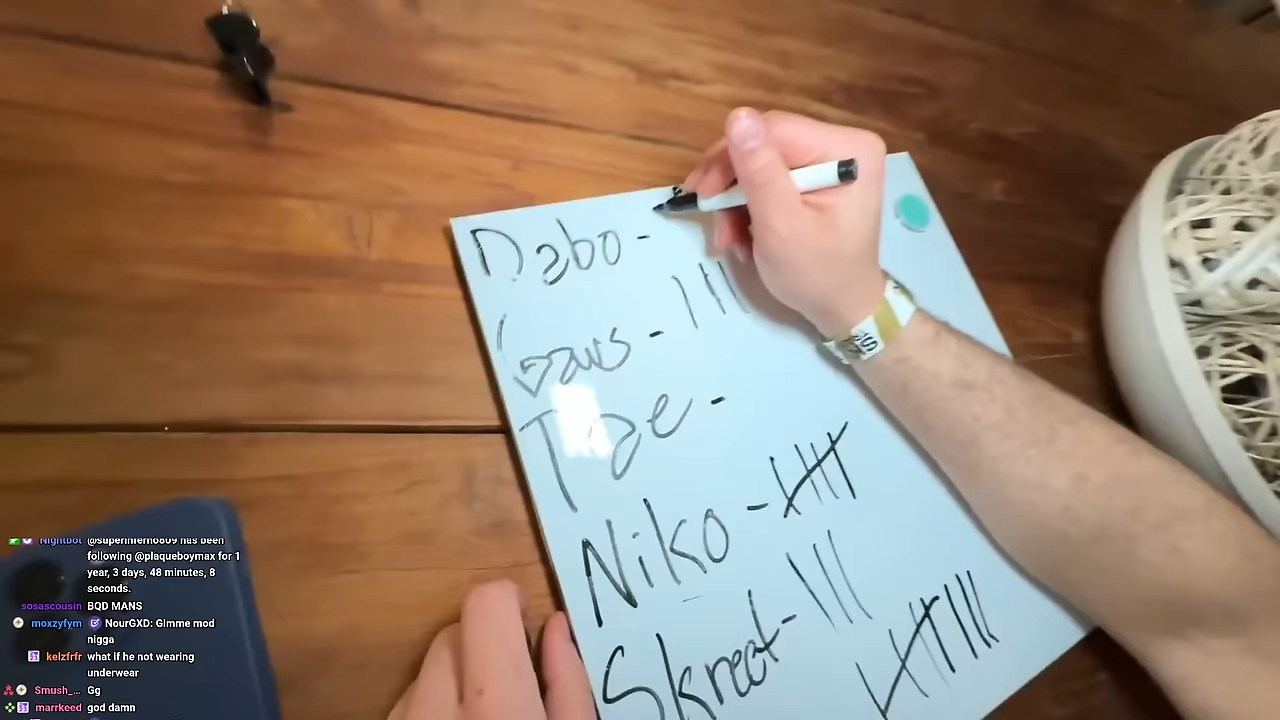 Dabo -
Gaws - |||
Tae -
Niko -
Skreet- |||
Nightbot @superinferno809 has been
following @plaqueboymax for 1
year, 3 days, 48 minutes, 8
seconds.
sosascousin BQD MANS
moxzyfym NourGXD: GImme mod
nigga
kelzfrfr what if he not wearing
underwear
Smush_... Gg
marrkeed god damn